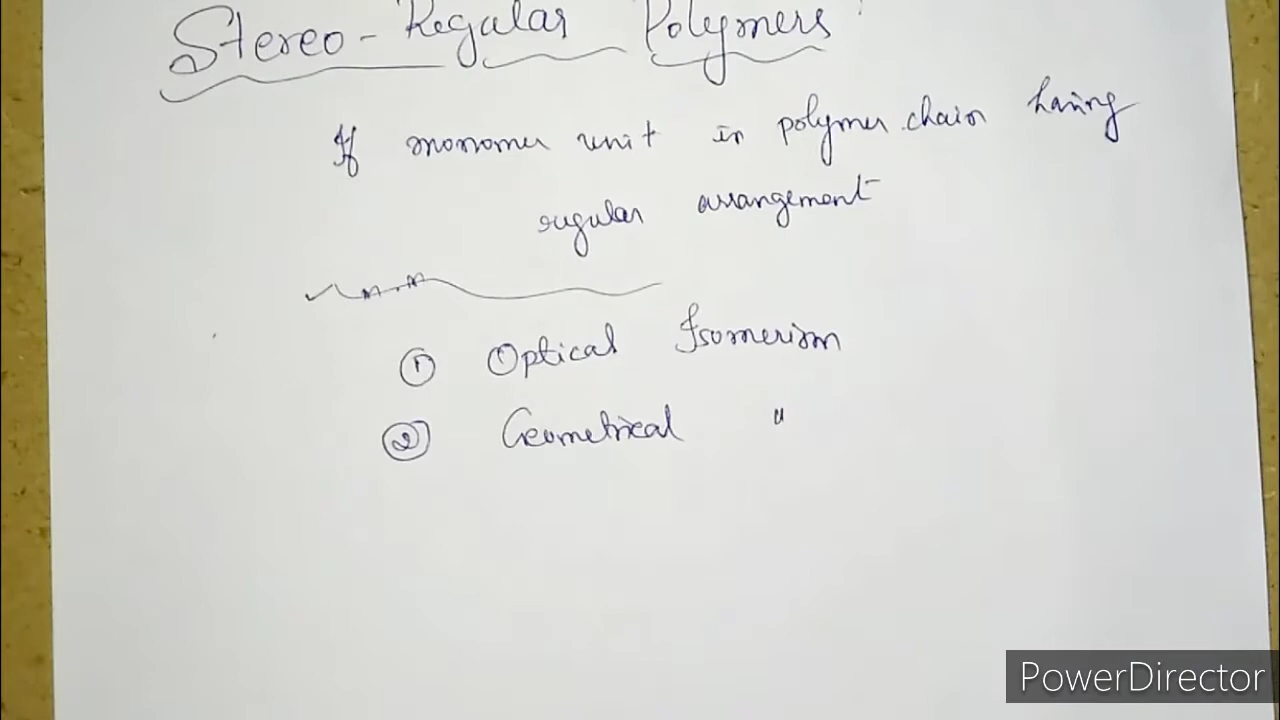 Stereo-Regular Polymers
If monomer unit in polymer chain having
regular arrangement
① Optical Isomerism
② Geometrical "
PowerDirector